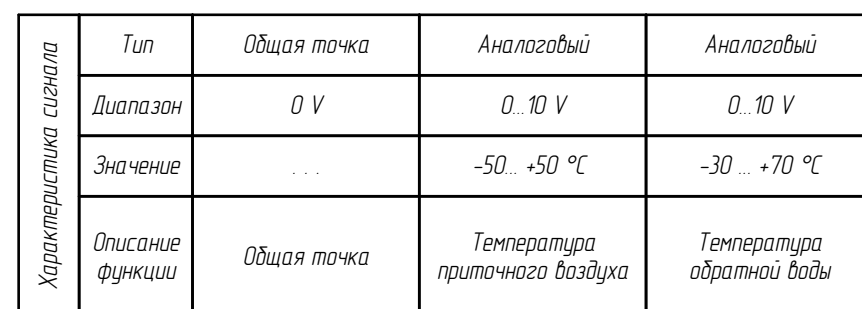 Характеристика сигнала
Тип
Общая точка
Аналоговый
Аналоговый
Диапазон
0 V
0...10 V
0...10 V
Значение
. . .
-50... +50 °C
-30 ... +70 °C
Описание
функции
Общая точка
Температура
приточного воздуха
Температура
обратной воды